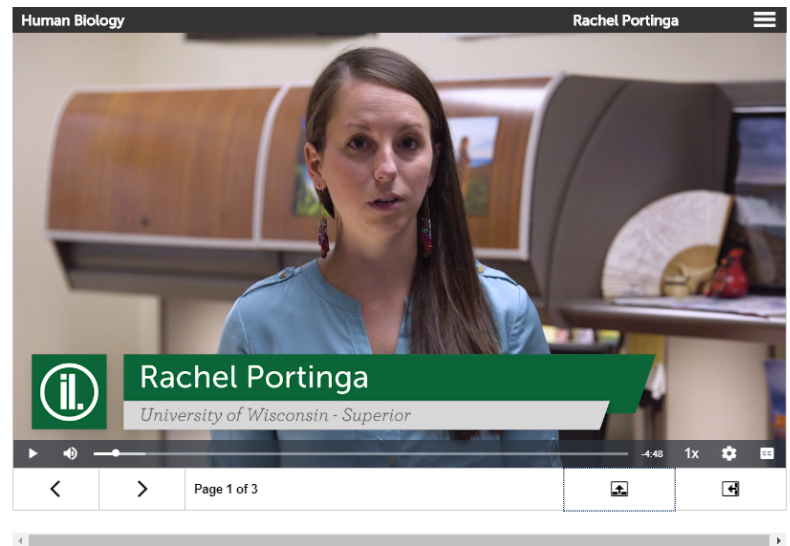 Human Biology
Rachel Portinga
il.
Rachel Portinga
University of Wisconsin - Superior
-4:48
1x
CC
Page 1 of 3